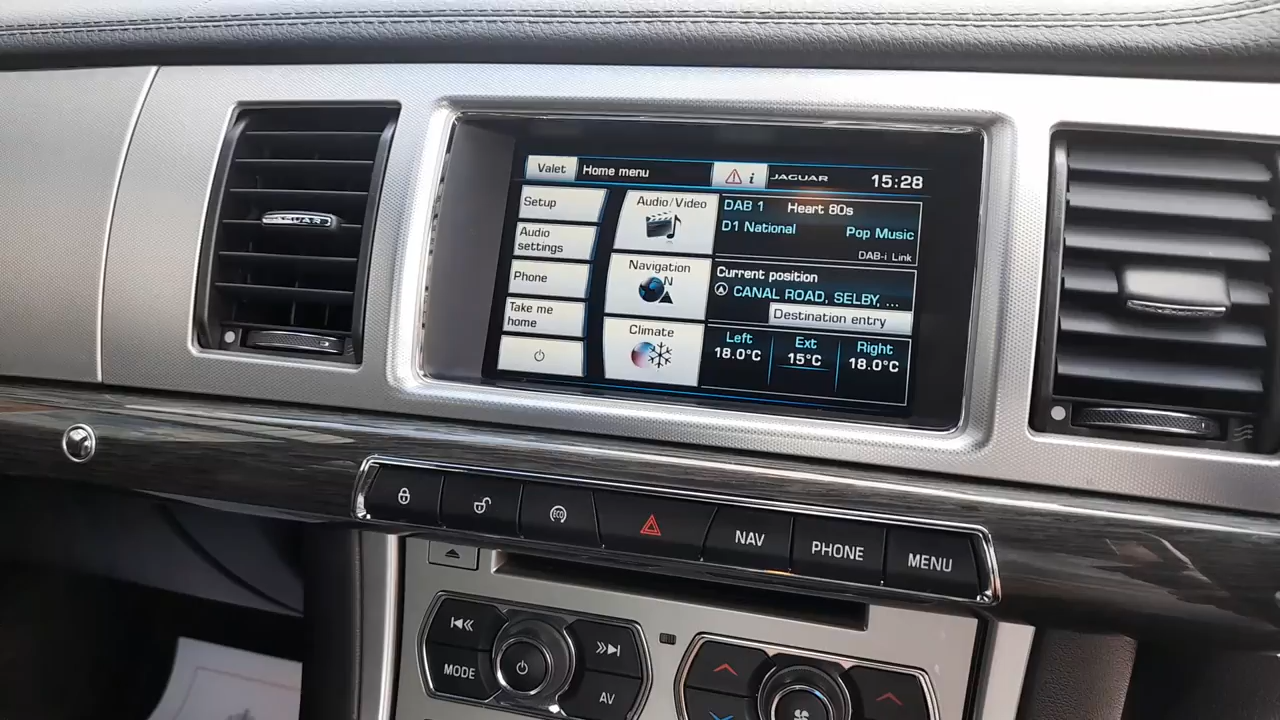 JAGUAR
Valet
Home menu
i
JAGUAR
15:28
Setup
Audio
settings
Phone
Take me
home
Audio/Video
DAB 1 Heart 80s
D1 National Pop Music
DAB-i Link
Navigation
N
Current position
CANAL ROAD, SELBY, ...
Destination entry
Climate
Left
18.0°C
Ext
15°C
Right
18.0°C
ECO
NAV
PHONE
MENU
MODE
AV